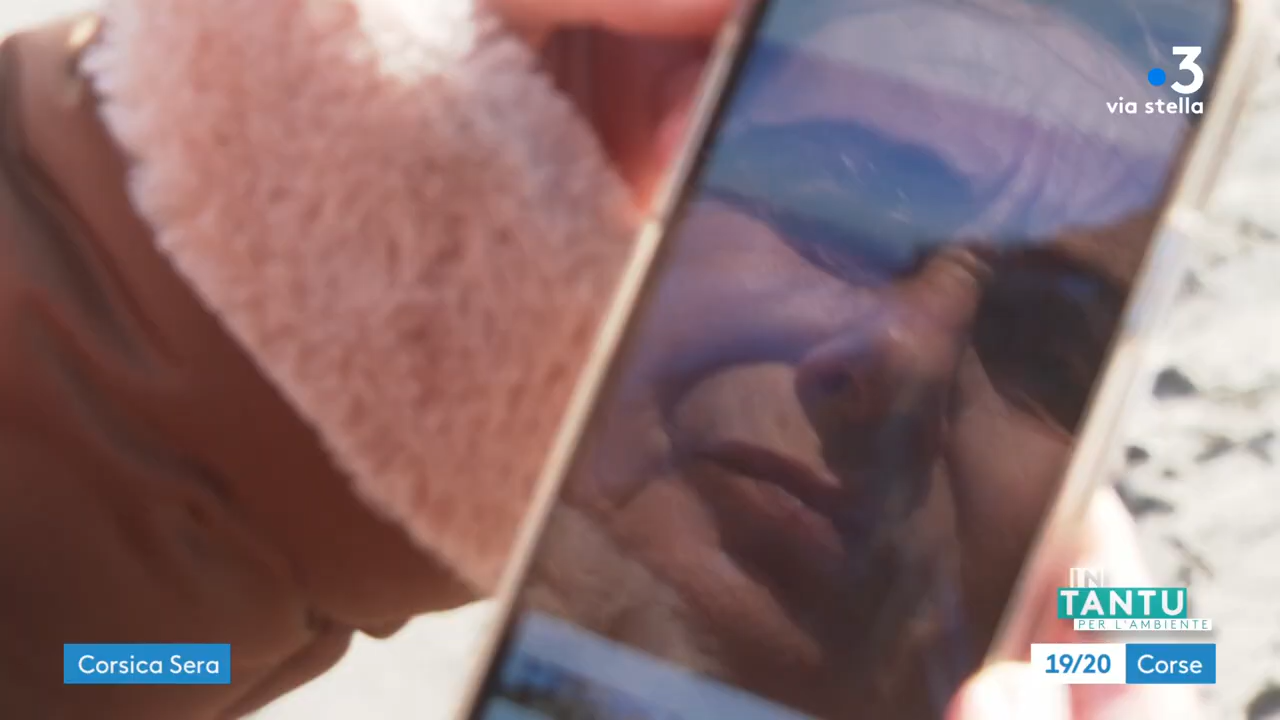 3
via stella
IN
TANTU
PER L'AMBIENTE
19/20 Corse
Corsica Sera